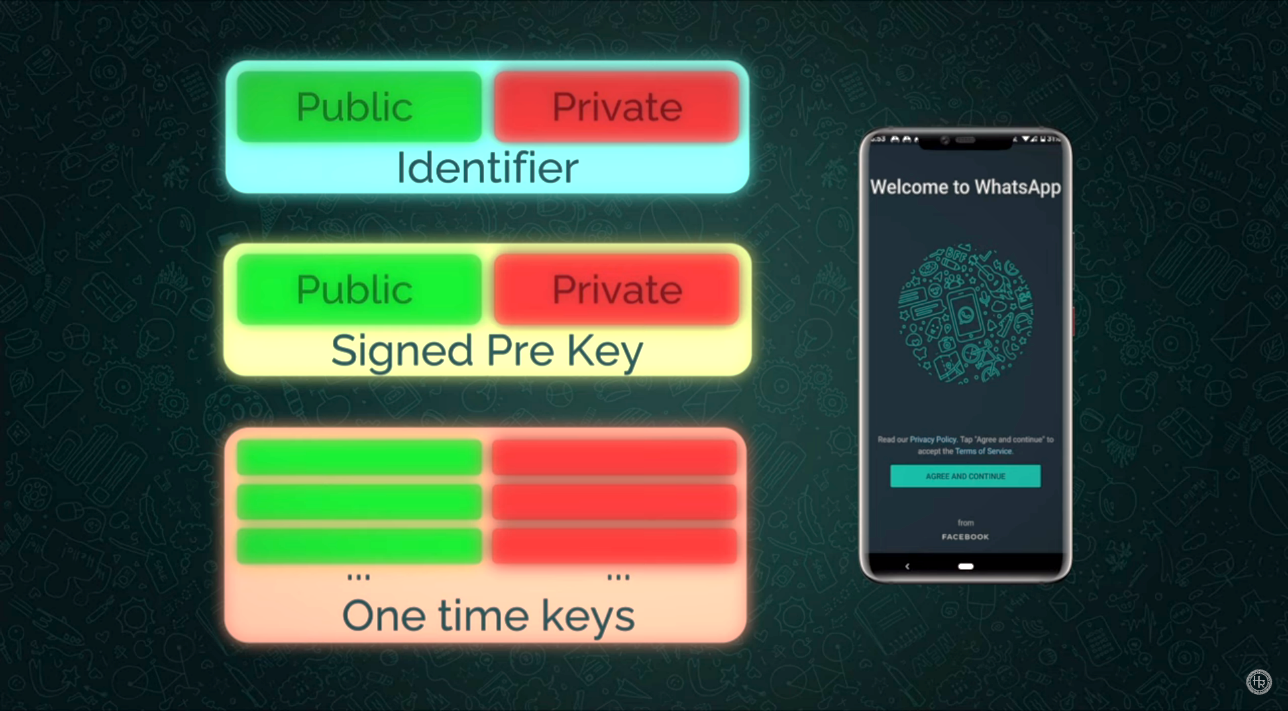 Public Private
Identifier
Public Private
Signed Pre Key
... ...
One time keys
Welcome to WhatsApp
Read our Privacy Policy. Tap "Agree and continue" to
accept the Terms of Service.
AGREE AND CONTINUE
from
FACEBOOK